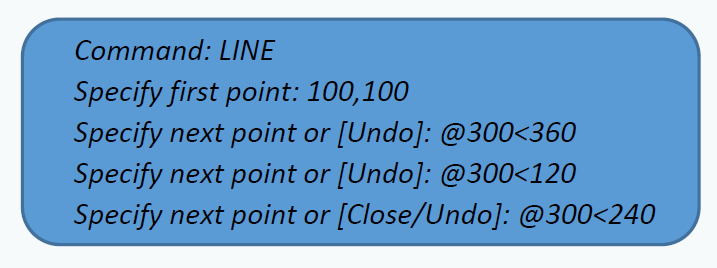 Command: LINE
Specify first point: 100,100
Specify next point or [Undo]: @300<360
Specify next point or [Undo]: @300<120
Specify next point or [Close/Undo]: @300<240